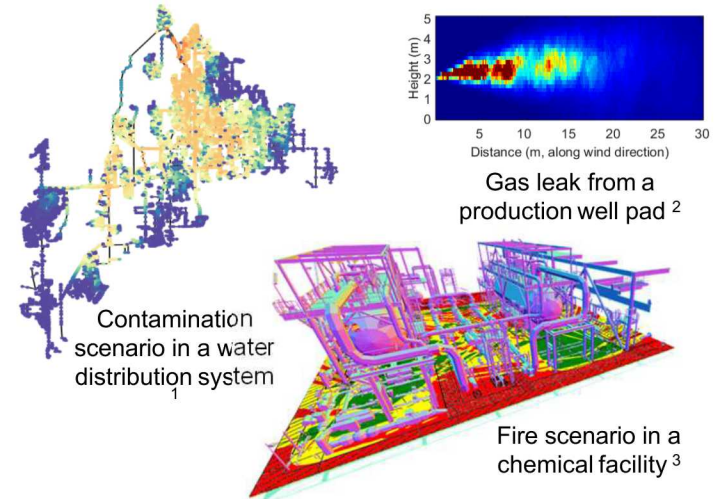 5
4
3
2
1
0
Height (m)
5 10 15 20 25 30
Distance (m, along wind direction)
Gas leak from a
production well pad 2
Contamination
scenario in a water
distribution system
1
Fire scenario in a
chemical facility 3